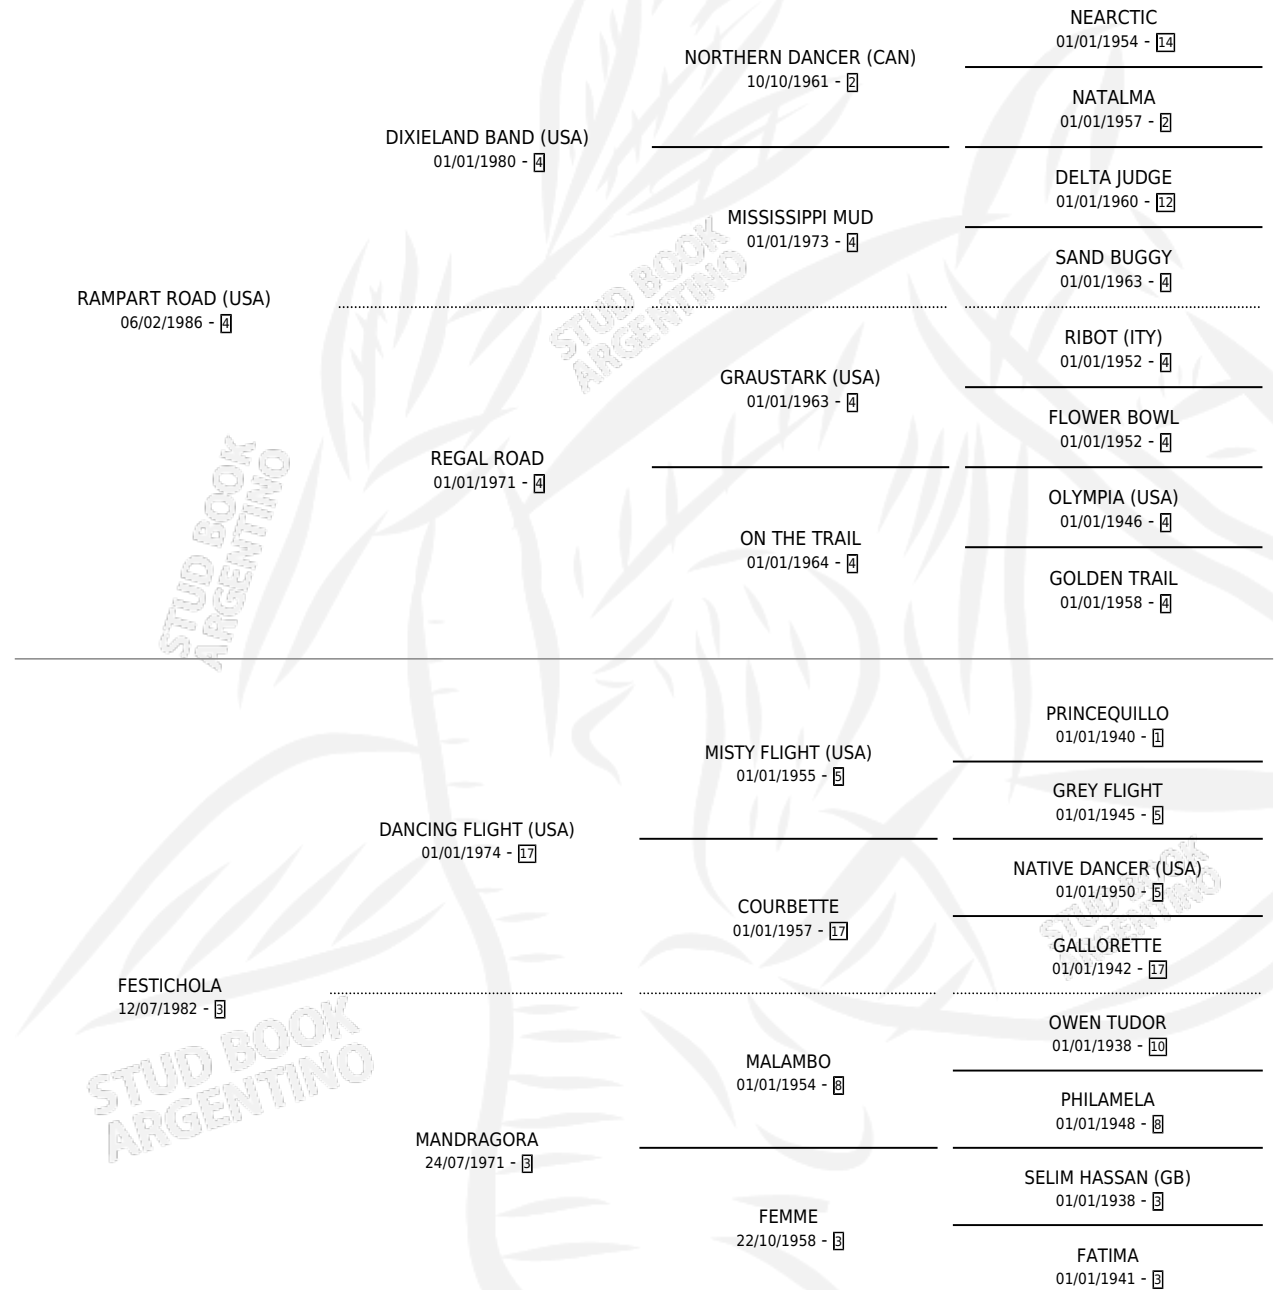 NEARCTIC
01/01/1954 - 14
NORTHERN DANCER (CAN)
10/10/1961 - 2
NATALMA
01/01/1957 - 2
DIXIELAND BAND (USA)
01/01/1980 - 4
DELTA JUDGE
01/01/1960 - 12
MISSISSIPPI MUD
01/01/1973 - 4
SAND BUGGY
01/01/1963 - 4
RAMPART ROAD (USA)
06/02/1986 - 4
RIBOT (ITY)
01/01/1952 - 4
GRAUSTARK (USA)
01/01/1963 - 4
FLOWER BOWL
01/01/1952 - 4
REGAL ROAD
01/01/1971 - 4
OLYMPIA (USA)
01/01/1946 - 4
ON THE TRAIL
01/01/1964 - 4
GOLDEN TRAIL
01/01/1958 - 4
PRINCEQUILLO
01/01/1940 - 1
MISTY FLIGHT (USA)
01/01/1955 - 5
GREY FLIGHT
01/01/1945 - 5
DANCING FLIGHT (USA)
01/01/1974 - 17
NATIVE DANCER (USA)
01/01/1950 - 5
COURBETTE
01/01/1957 - 17
GALLORETTE
01/01/1942 - 17
FESTICHOLA
12/07/1982 - 3
OWEN TUDOR
01/01/1938 - 10
MALAMBO
01/01/1954 - 8
PHILAMELA
01/01/1948 - 8
MANDRAGORA
24/07/1971 - 3
SELIM HASSAN (GB)
01/01/1938 - 3
FEMME
22/10/1958 - 3
FATIMA
01/01/1941 - 3
STUD BOOK
ARGENTINO
STUD BOOK
ARGENTINO
STUD BOOK
ARGENTINO
STUD BOOK
ARGENTINO